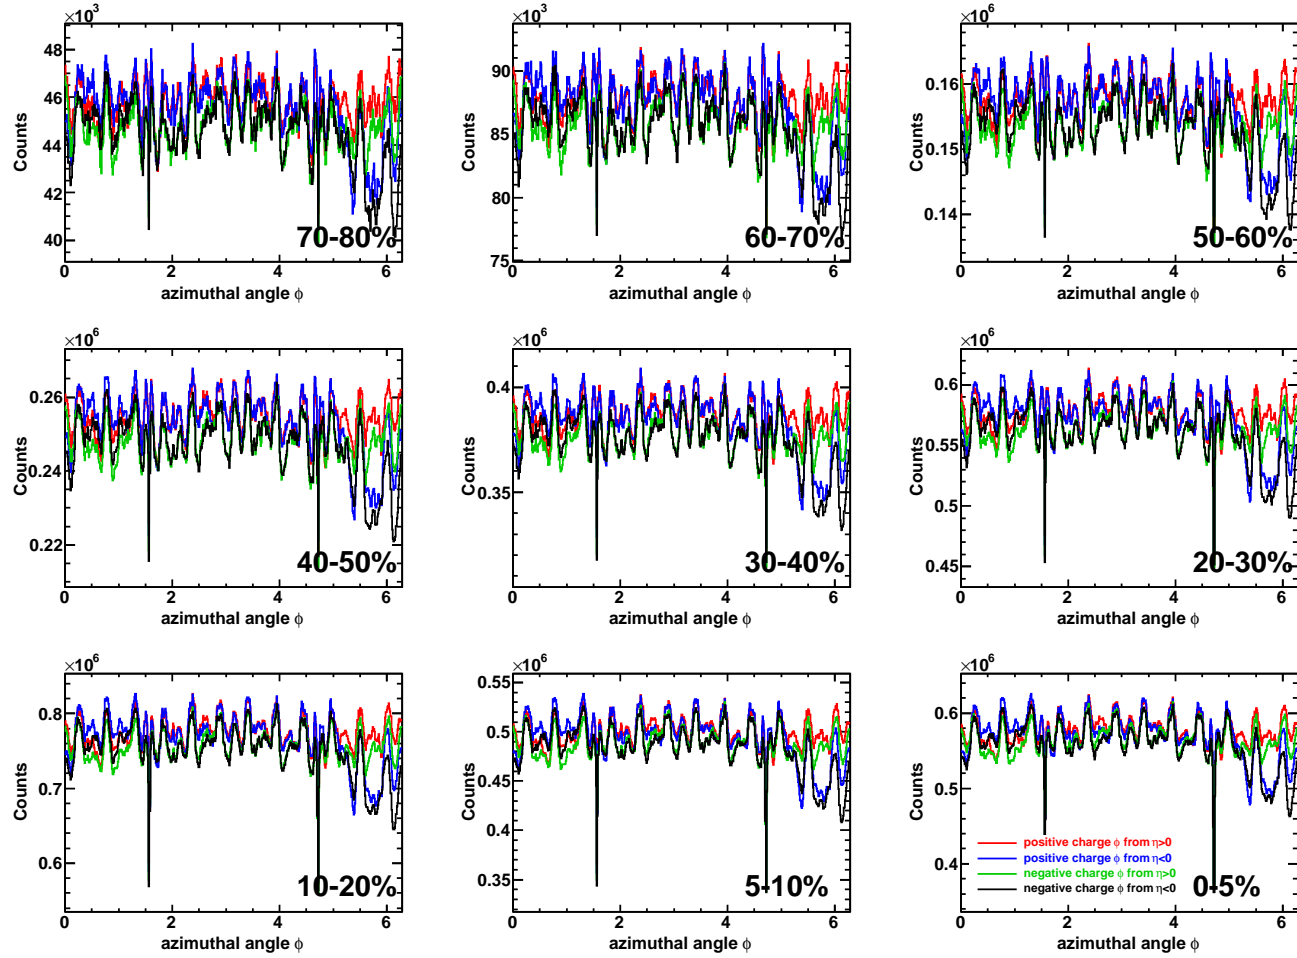 ×10³ ×10³ ×10⁶
48
46
44
42
40
Counts
70-80%
0 2 4 6
azimuthal angle ϕ
90
85
80
75
Counts
60-70%
0 2 4 6
azimuthal angle ϕ
0.16
0.15
0.14
Counts
50-60%
0 2 4 6
azimuthal angle ϕ
×10⁶ ×10⁶ ×10⁶
0.26
0.24
0.22
Counts
40-50%
0 2 4 6
azimuthal angle ϕ
0.4
0.35
Counts
30-40%
0 2 4 6
azimuthal angle ϕ
0.6
0.55
0.5
0.45
Counts
20-30%
0 2 4 6
azimuthal angle ϕ
×10⁶ ×10⁶ ×10⁶
0.8
0.7
0.6
Counts
10-20%
0 2 4 6
azimuthal angle ϕ
0.55
0.5
0.45
0.4
0.35
Counts
5-10%
0 2 4 6
azimuthal angle ϕ
0.6
0.5
0.4
Counts
positive charge ϕ from η>0
positive charge ϕ from η<0
negative charge ϕ from η>0
negative charge ϕ from η<0
0-5%
0 2 4 6
azimuthal angle ϕ